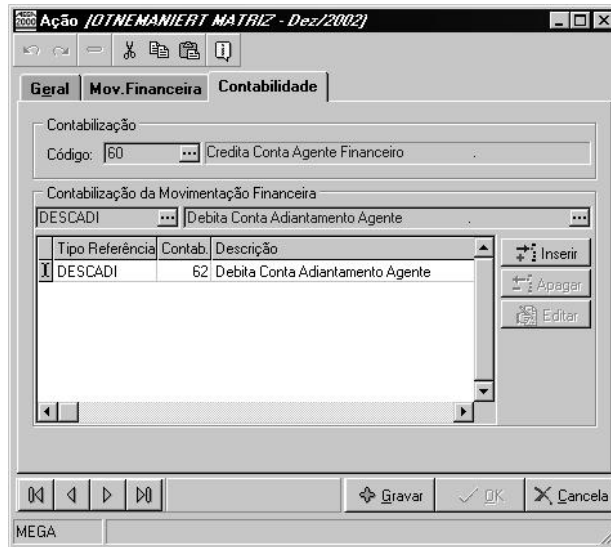 Ação [OTNEMANIERT MATRIZ - Dez/2002]
Geral Mov.Financeira Contabilidade
Contabilização
Código: 60 ... Credita Conta Agente Financeiro .
Contabilização da Movimentação Financeira
DESCADI ... Debita Conta Adiantamento Agente . ...
Tipo Referência Contab. Descrição
DESCADI 62 Debita Conta Adiantamento Agente
Inserir
Apagar
Editar
Gravar OK Cancela
MEGA